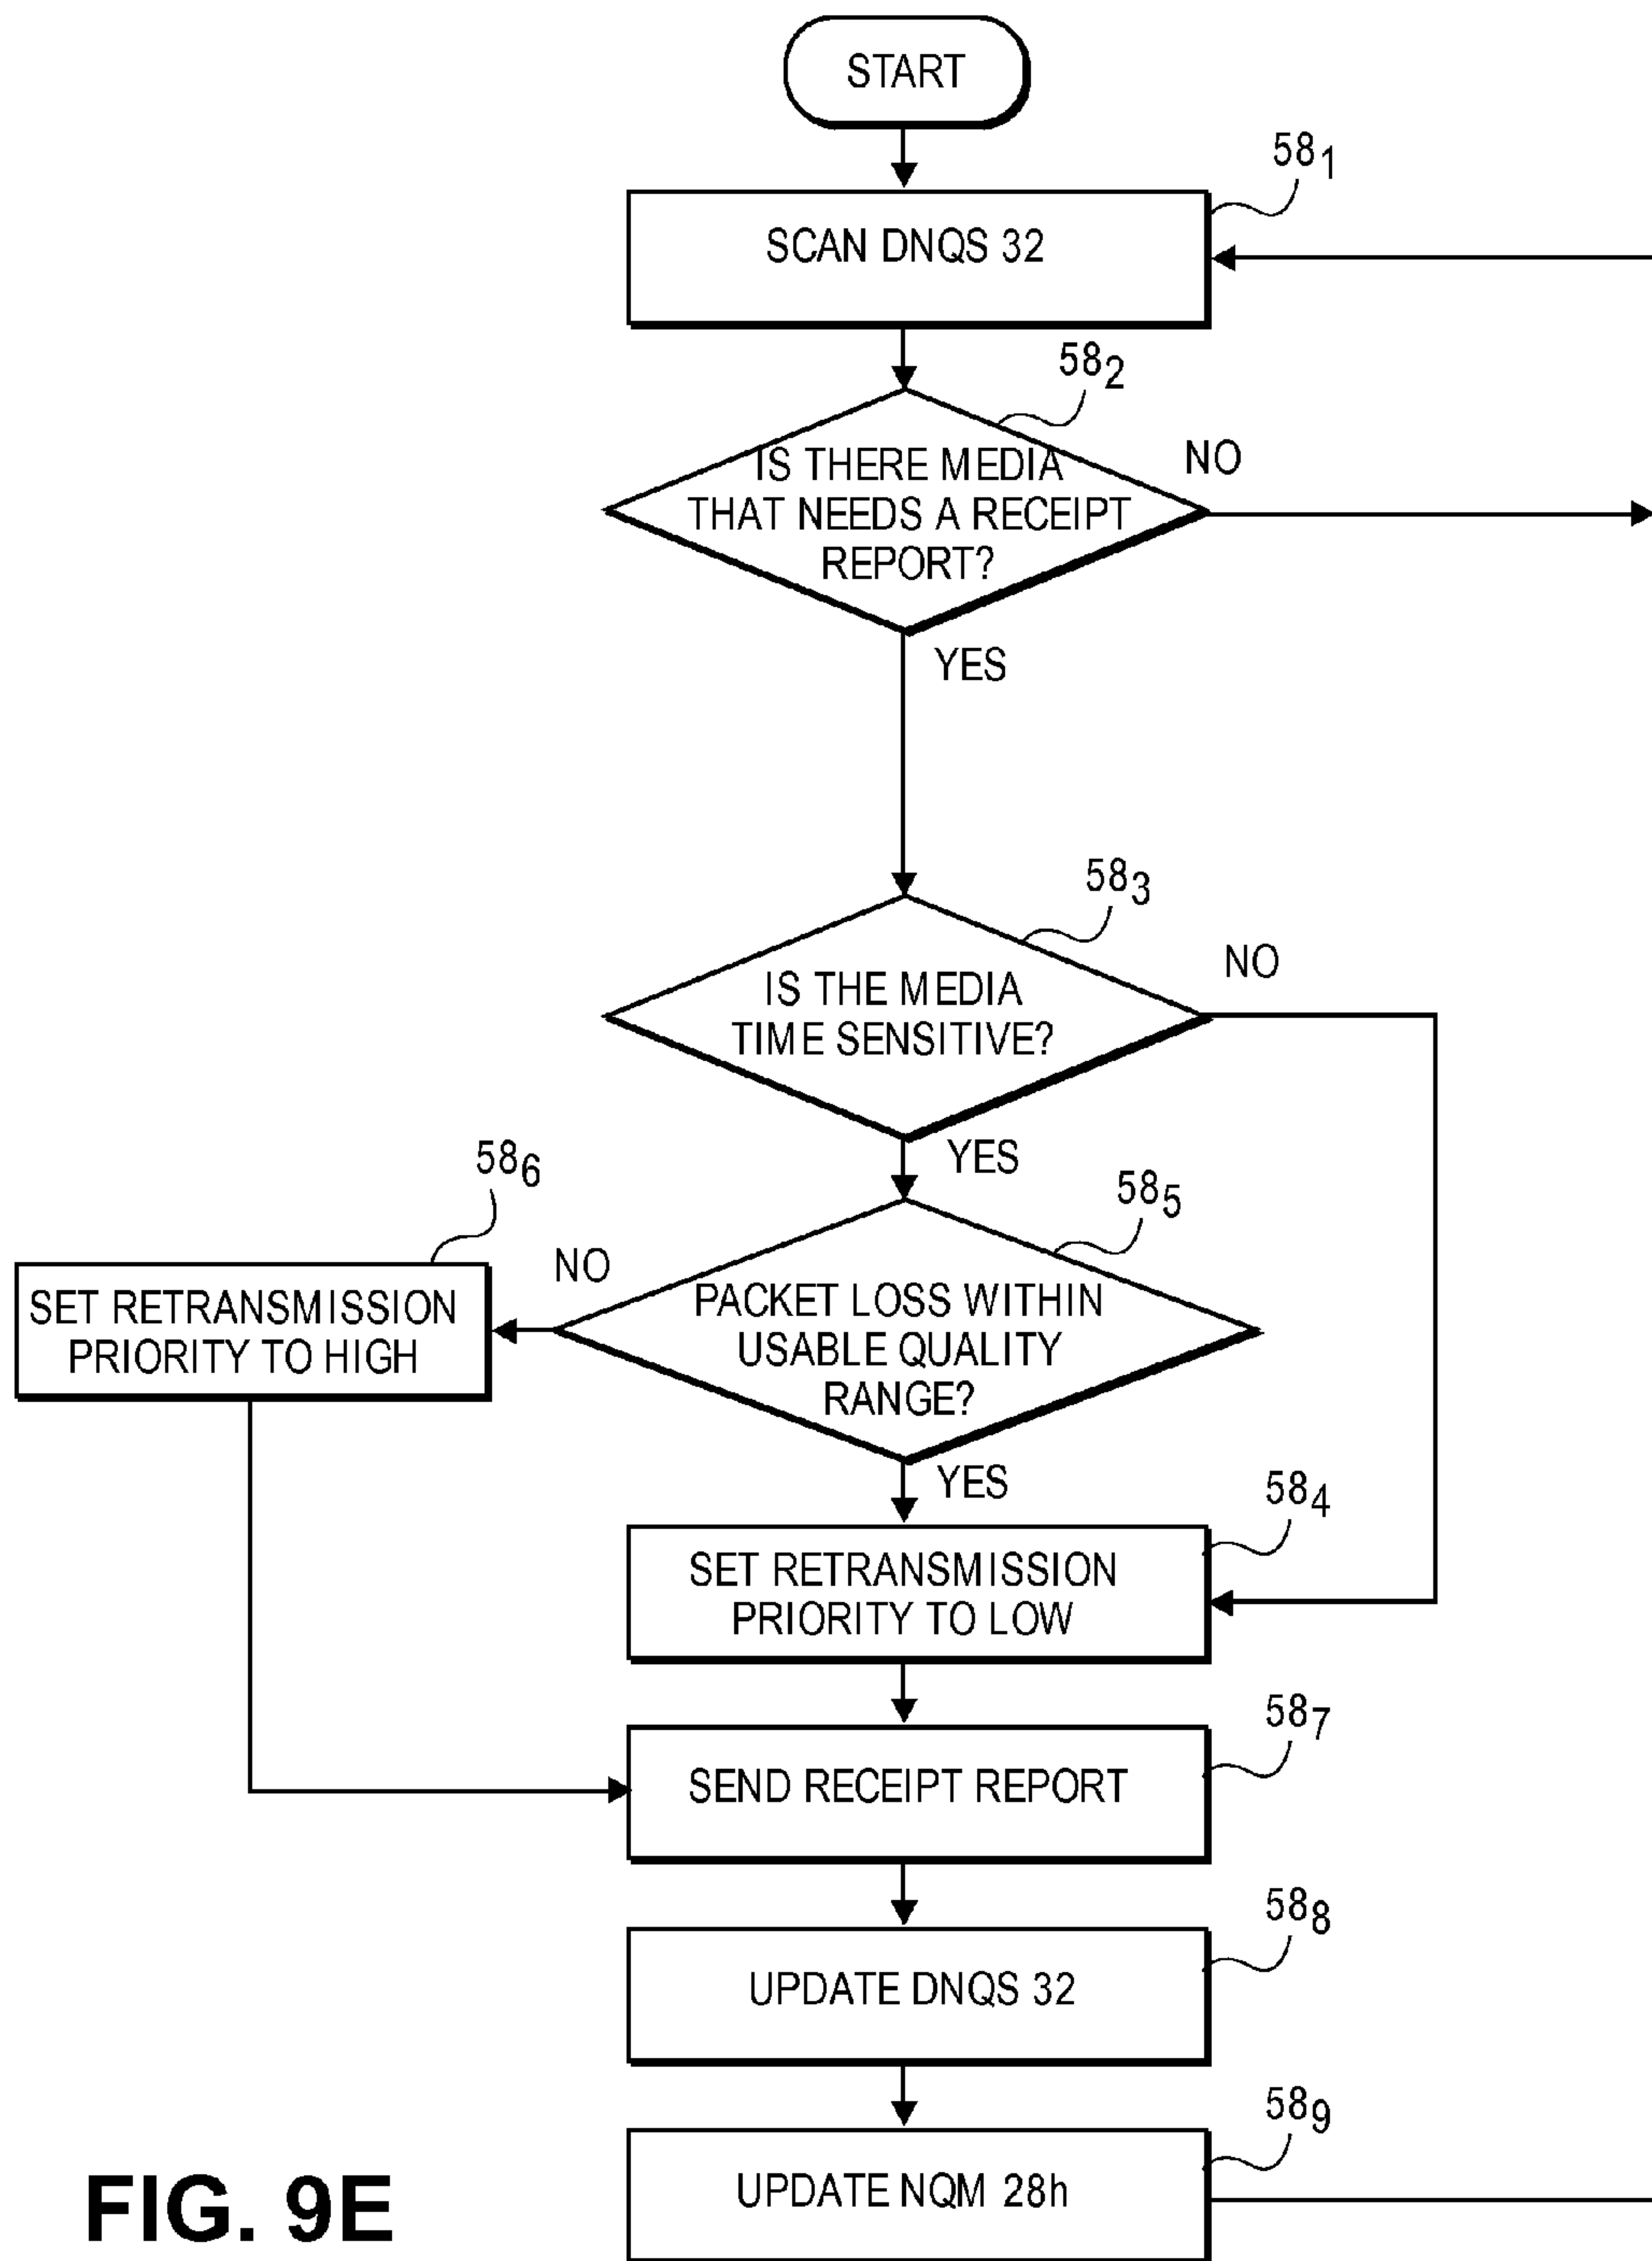 START
58₁
SCAN DNQS 32
58₂
IS THERE MEDIA
THAT NEEDS A RECEIPT
REPORT?
NO
YES
58₃
IS THE MEDIA
TIME SENSITIVE?
NO
YES
58₆
58₅
SET RETRANSMISSION
PRIORITY TO HIGH
NO
PACKET LOSS WITHIN
USABLE QUALITY
RANGE?
YES
58₄
SET RETRANSMISSION
PRIORITY TO LOW
58₇
SEND RECEIPT REPORT
58₈
UPDATE DNQS 32
58₉
UPDATE NQM 28h
FIG. 9E